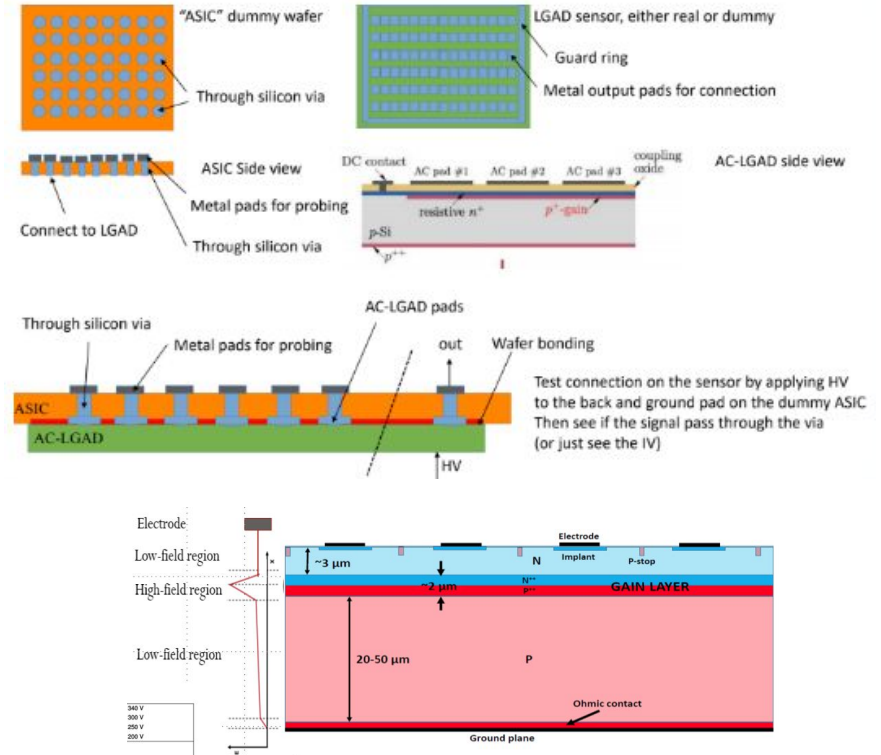 "ASIC" dummy wafer
Through silicon via
LGAD sensor, either real or dummy
Guard ring
Metal output pads for connection
ASIC Side view
Metal pads for probing
Connect to LGAD
Through silicon via
DC contact
AC pad #1
AC pad #2
AC pad #3
coupling
oxide
AC-LGAD side view
resistive n+
p+-gain
p-Si
p++
AC-LGAD pads
Through silicon via
Metal pads for probing
out
Wafer bonding
ASIC
AC-LGAD
HV
Test connection on the sensor by applying HV
to the back and ground pad on the dummy ASIC
Then see if the signal pass through the via
(or just see the IV)
Electrode
Low-field region
High-field region
Low-field region
340 V
300 V
250 V
200 V
x
Electrode
N
Implant
P-stop
~3 μm
~2 μm
N++
P++
GAIN LAYER
20-50 μm
P
Ohmic contact
Ground plane